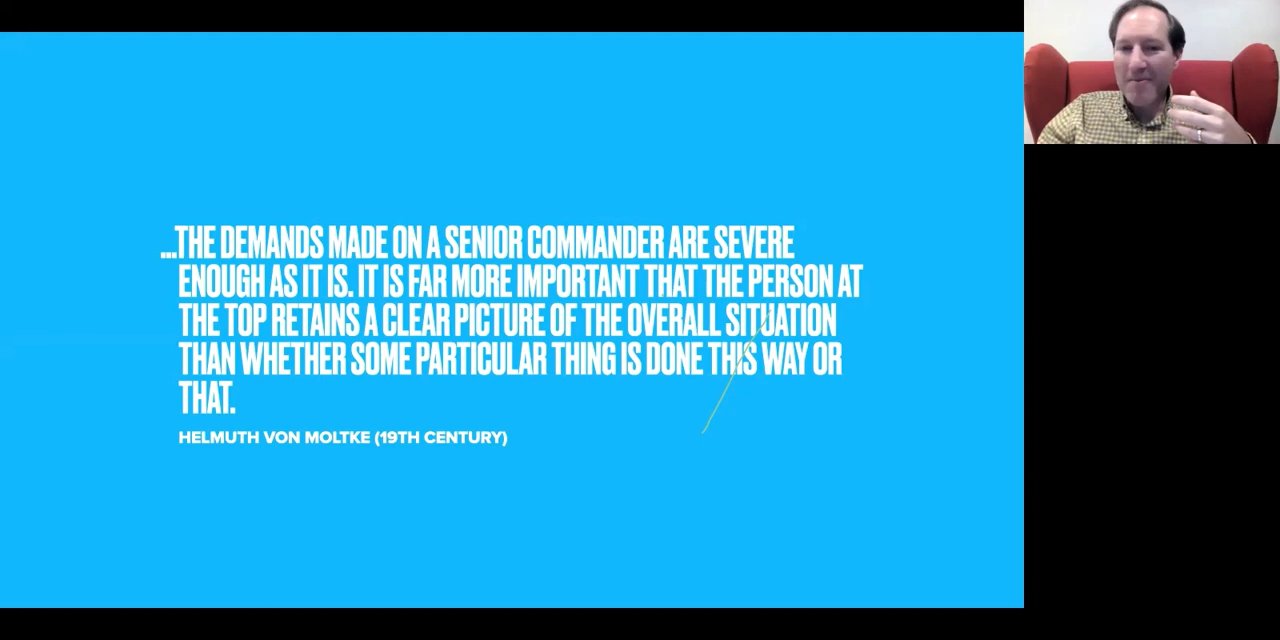 ...THE DEMANDS MADE ON A SENIOR COMMANDER ARE SEVERE
ENOUGH AS IT IS. IT IS FAR MORE IMPORTANT THAT THE PERSON AT
THE TOP RETAINS A CLEAR PICTURE OF THE OVERALL SITUATION
THAN WHETHER SOME PARTICULAR THING IS DONE THIS WAY OR
THAT.
HELMUTH VON MOLTKE (19TH CENTURY)